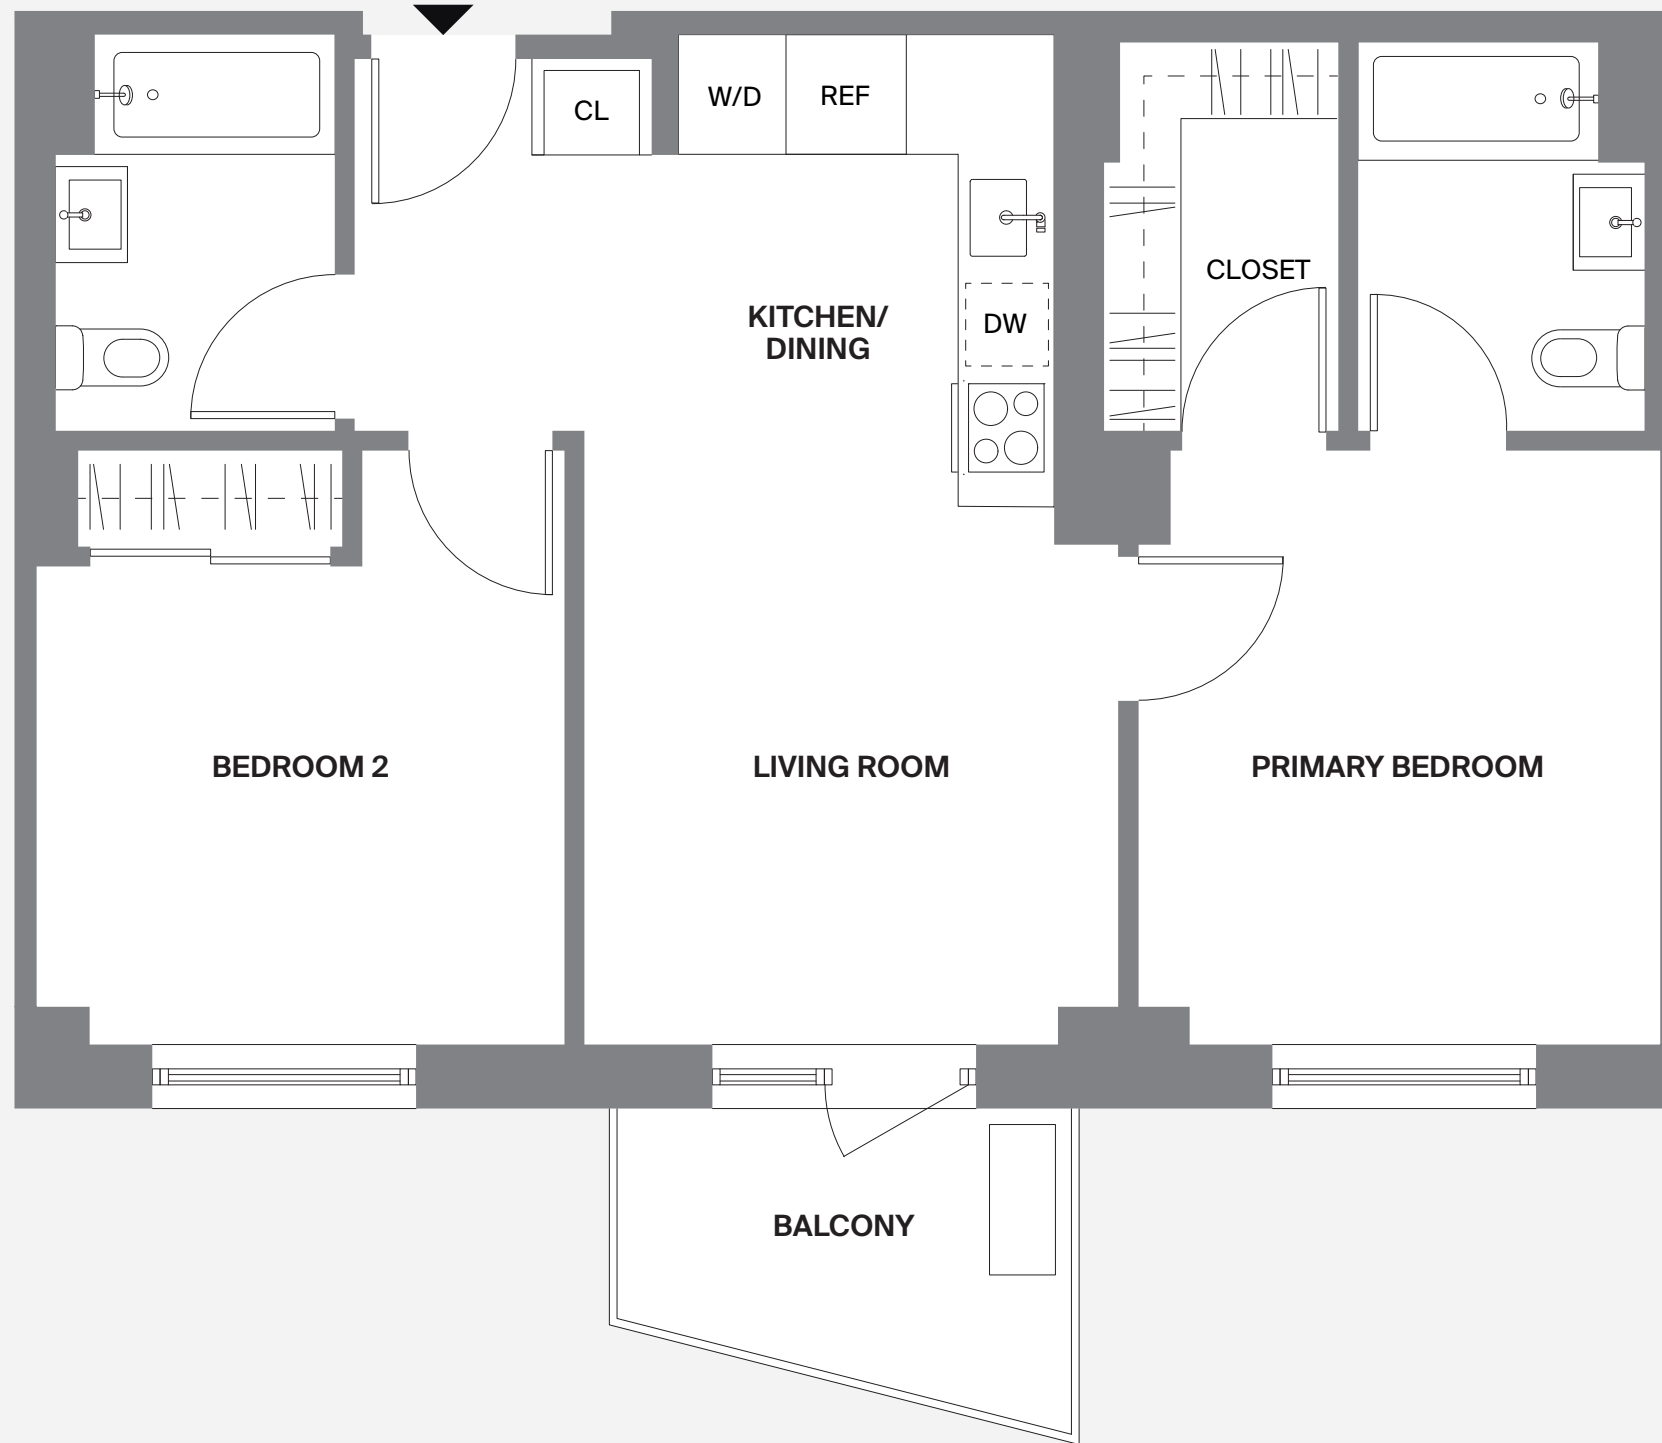 CL
W/D
REF
CLOSET
KITCHEN/
DINING
DW
BEDROOM 2
LIVING ROOM
PRIMARY BEDROOM
BALCONY